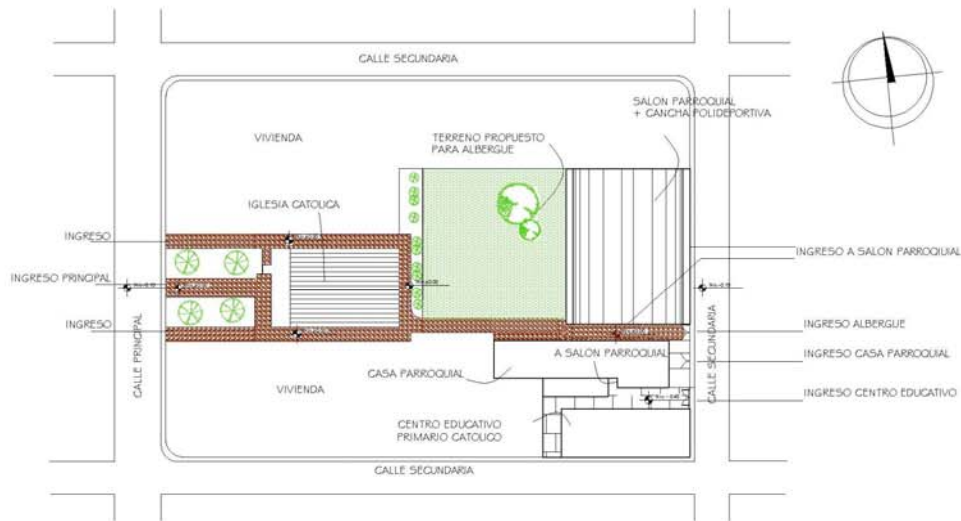 CALLE SECUNDARIA
SALON PARROQUIAL
+ CANCHA POLIDEPORTIVA
VIVIENDA
TERRENO PROPUESTO
PARA ALBERGUE
IGLESIA CATOLICA
INGRESO
INGRESO A SALON PARROQUIAL
INGRESO PRINCIPAL
INGRESO
INGRESO ALBERGUE
CALLE PRINCIPAL
CALLE SECUNDARIA
A SALON PARROQUIAL
INGRESO CASA PARROQUIAL
CASA PARROQUIAL
VIVIENDA
INGRESO CENTRO EDUCATIVO
CENTRO EDUCATIVO
PRIMARIO CATOLICO
CALLE SECUNDARIA